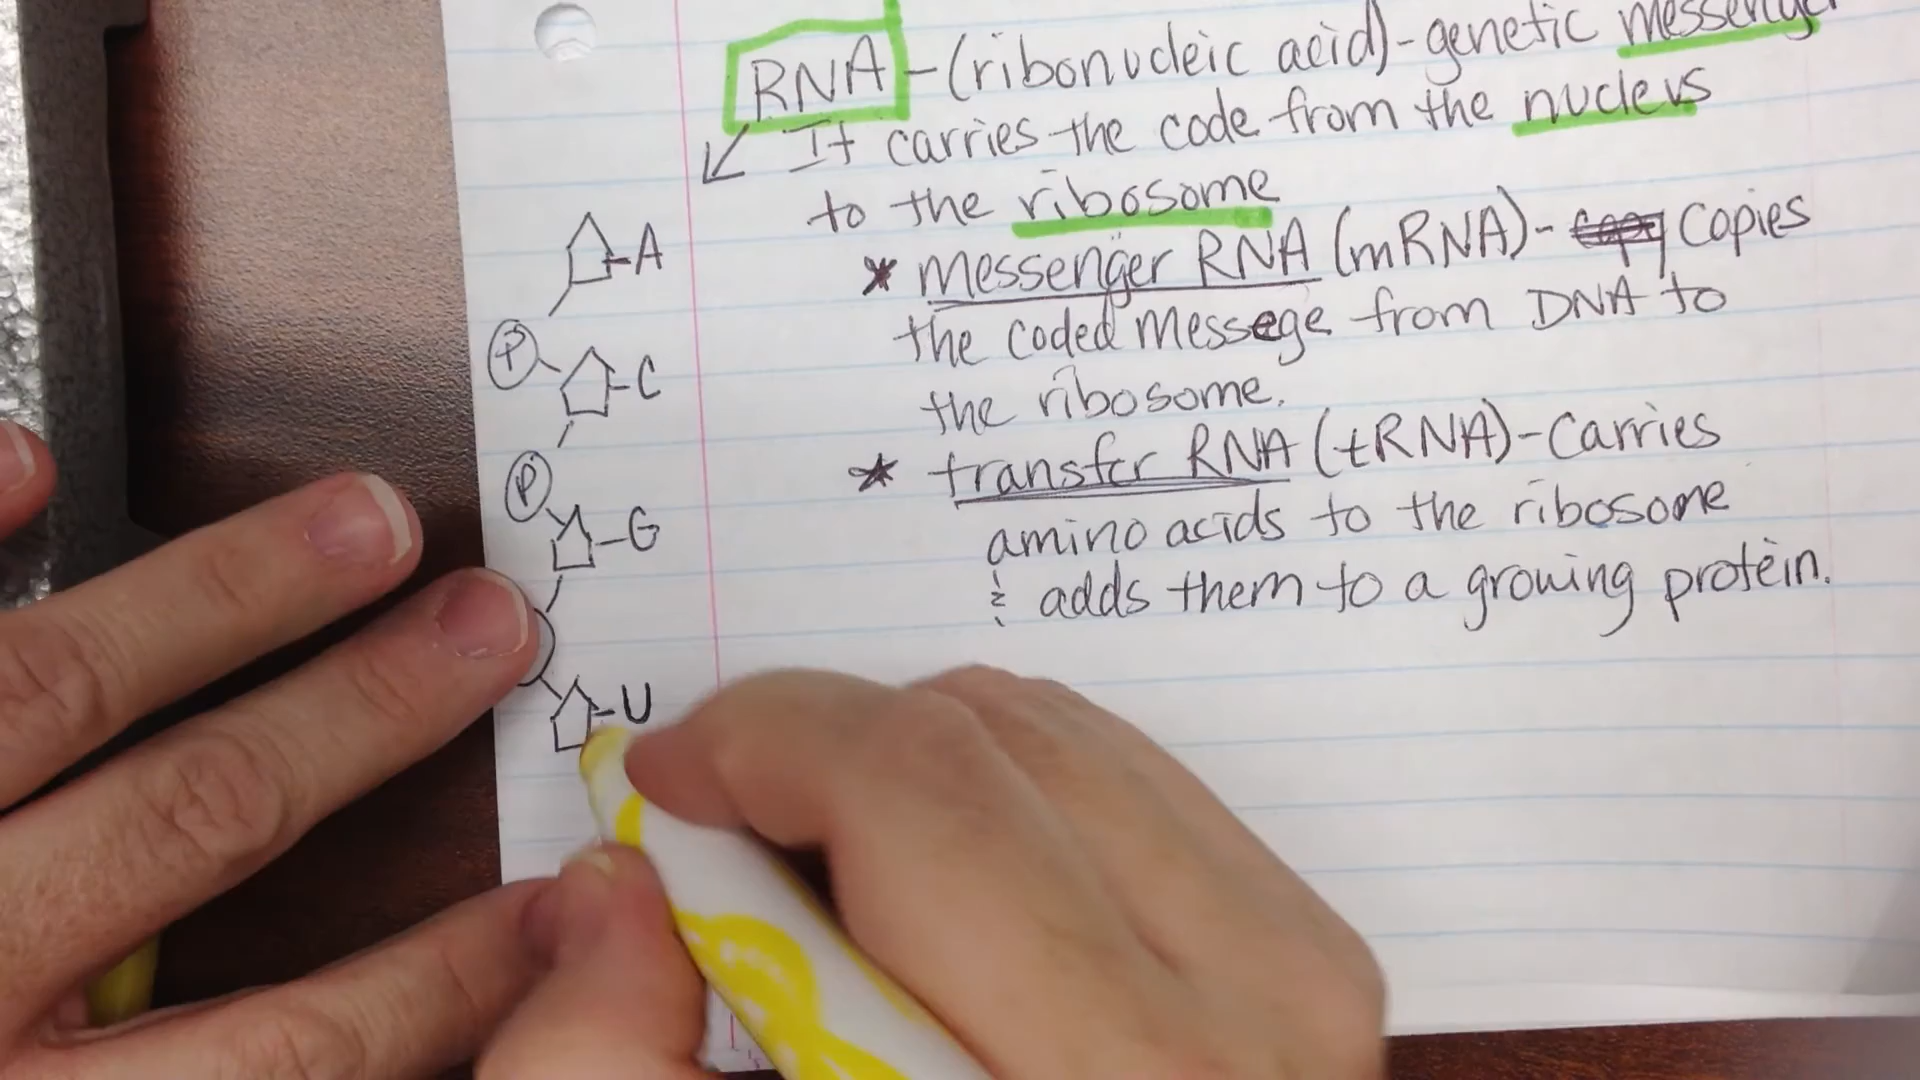 RNA-(ribonucleic acid)-genetic messenger
It carries the code from the nucleus
to the ribosome
* messenger RNA (mRNA)- copy Copies
the coded message from DNA to
the ribosome.
* transfer RNA (tRNA)-Carries
amino acids to the ribosome
& adds them to a growing protein.
A
P
C
P
G
U